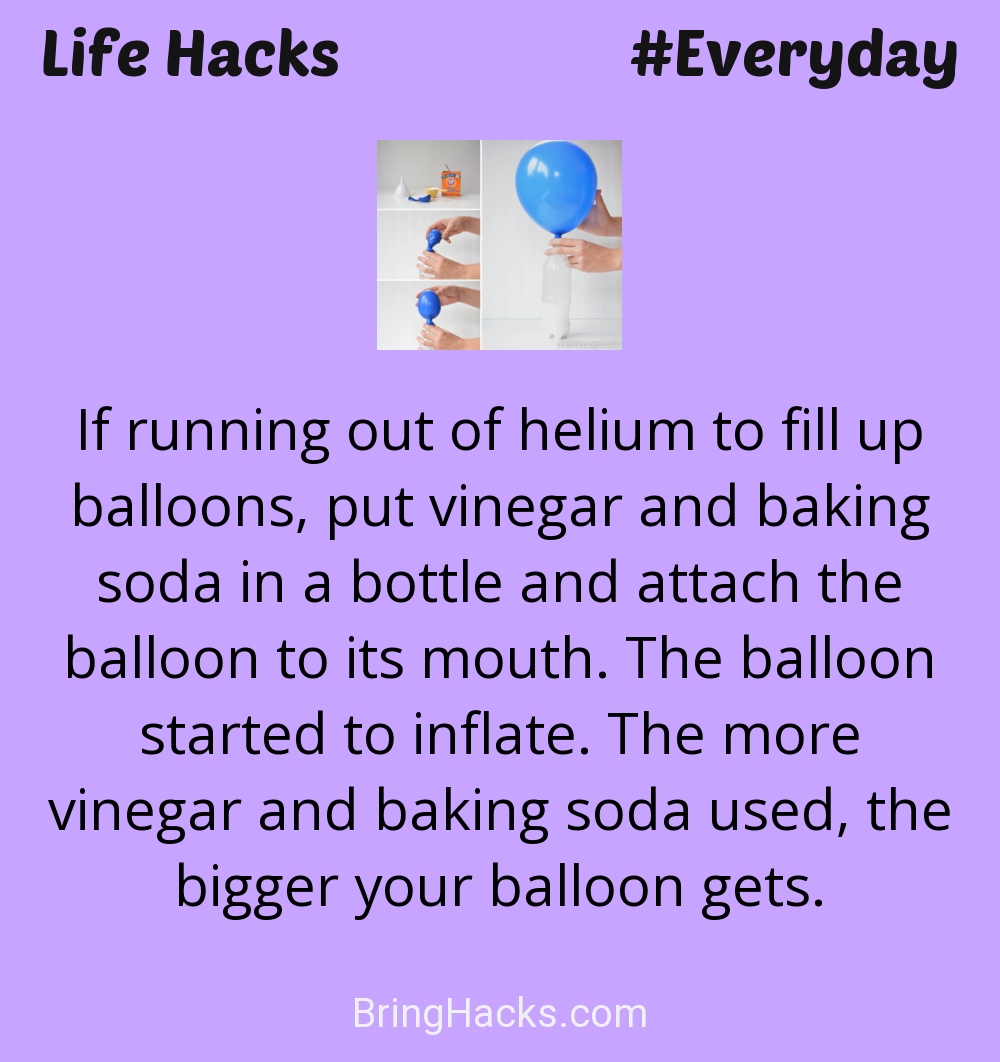 Life Hacks #Everyday
If running out of helium to fill up
balloons, put vinegar and baking
soda in a bottle and attach the
balloon to its mouth. The balloon
started to inflate. The more
vinegar and baking soda used, the
bigger your balloon gets.
BringHacks.com